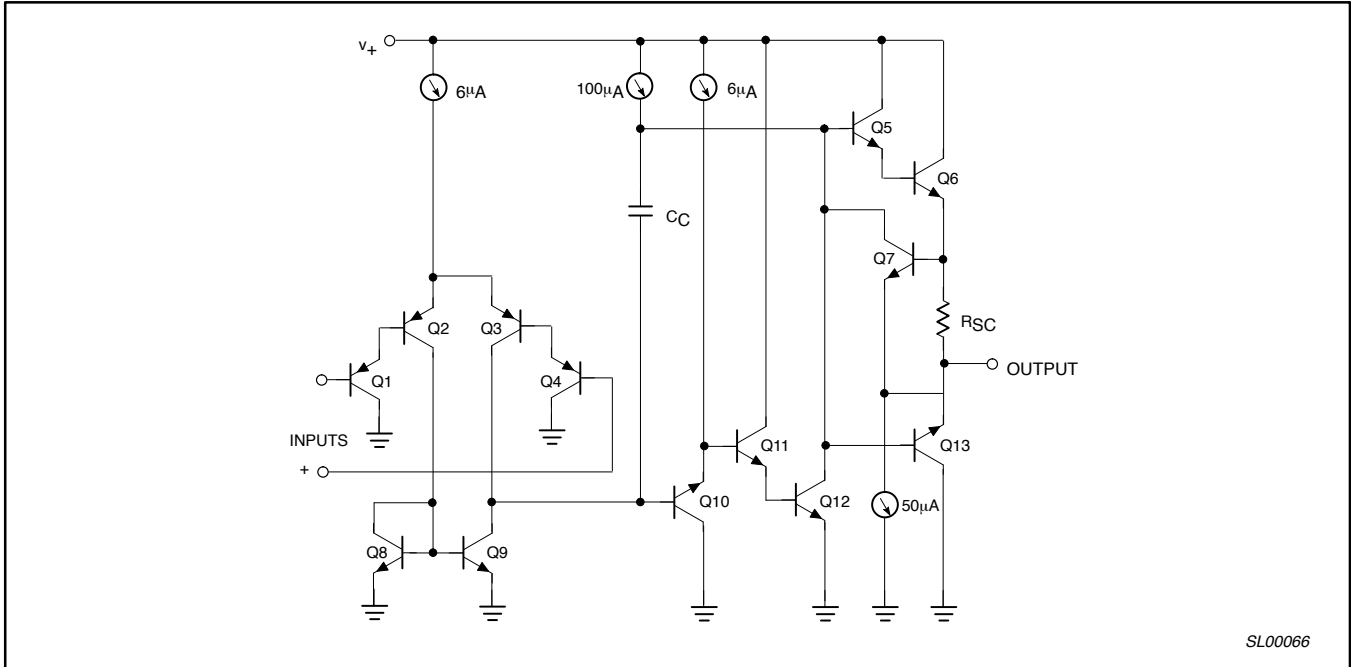 V+
6µA
100µA
6µA
Q5
Q6
CC
Q7
Q2
Q3
RSC
Q1
Q4
OUTPUT
INPUTS
+
Q11
Q13
Q10
Q12
50µA
Q8
Q9
SL00066